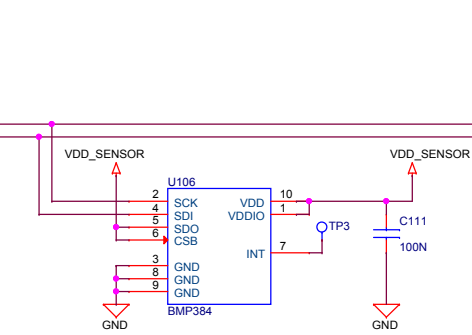 VDD_SENSOR
VDD_SENSOR
U106
2 SCK VDD 10
4 SDI VDDIO 1
5 SDO
6 CSB
TP3
C111
100N
INT 7
3 GND
8 GND
9 GND
BMP384
GND
GND